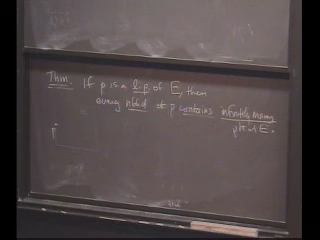 Thm. If p is a l.p. of E, then
every nbhd of p contains infinitely many
pts of E.
p